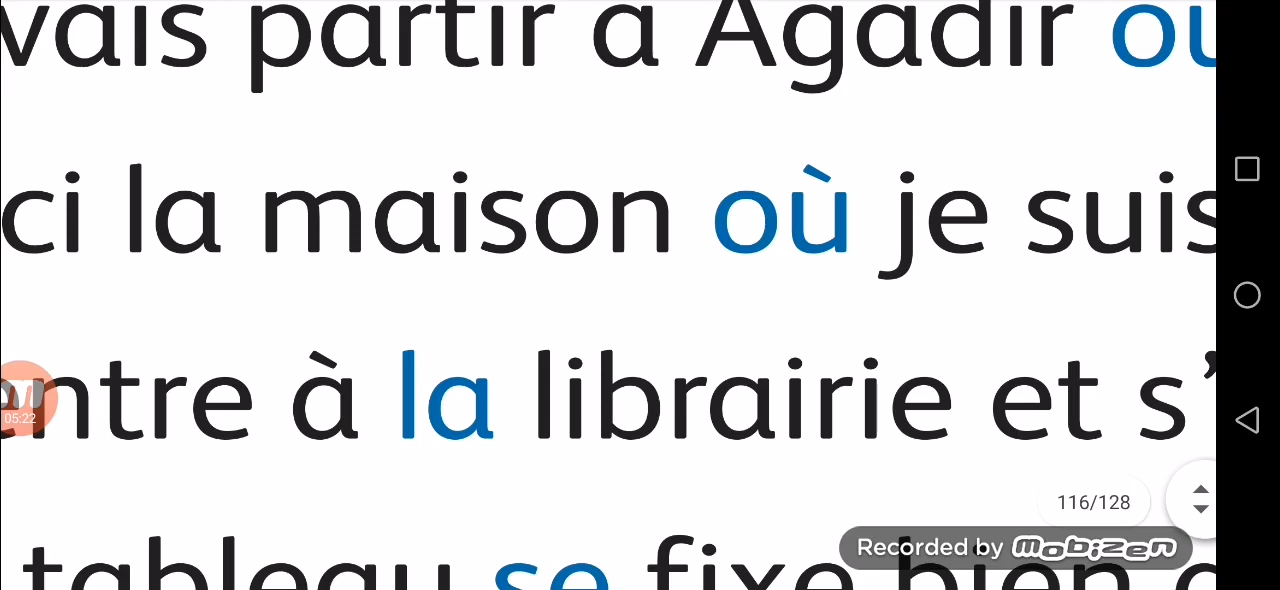 vais partir à Agadir ou
ci la maison où je suis
entre à la librairie et s’
05:22
116/128
Recorded by Mobizen
tableau se fixe bien